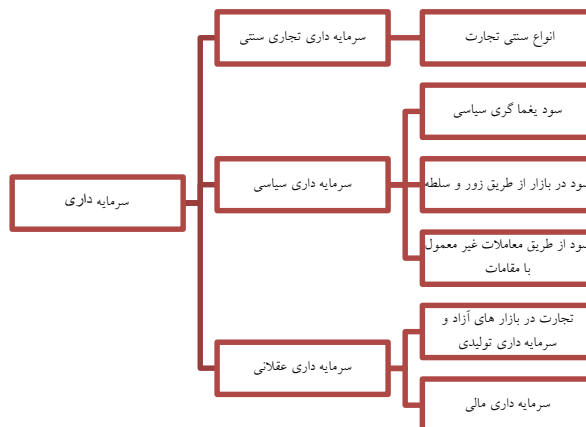 سرمایه داری
سرمایه داری تجاری سنتی
انواع سنتی تجارت
سرمایه داری سیاسی
سود یغما گری سیاسی
سود در بازار از طریق زور و سلطه
سود از طریق معاملات غیر معمول
با مقامات
سرمایه داری عقلانی
تجارت در بازار های آزاد و
سرمایه داری تولیدی
سرمایه داری مالی